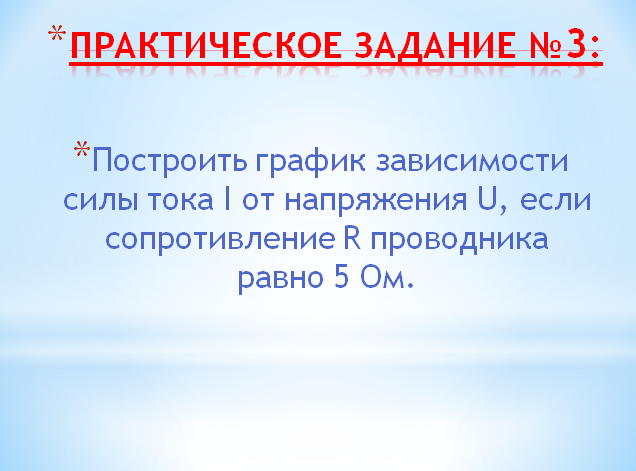 *ПРАКТИЧЕСКОЕ ЗАДАНИЕ №3:
*Построить график зависимости
силы тока I от напряжения U, если
сопротивление R проводника
равно 5 Ом.